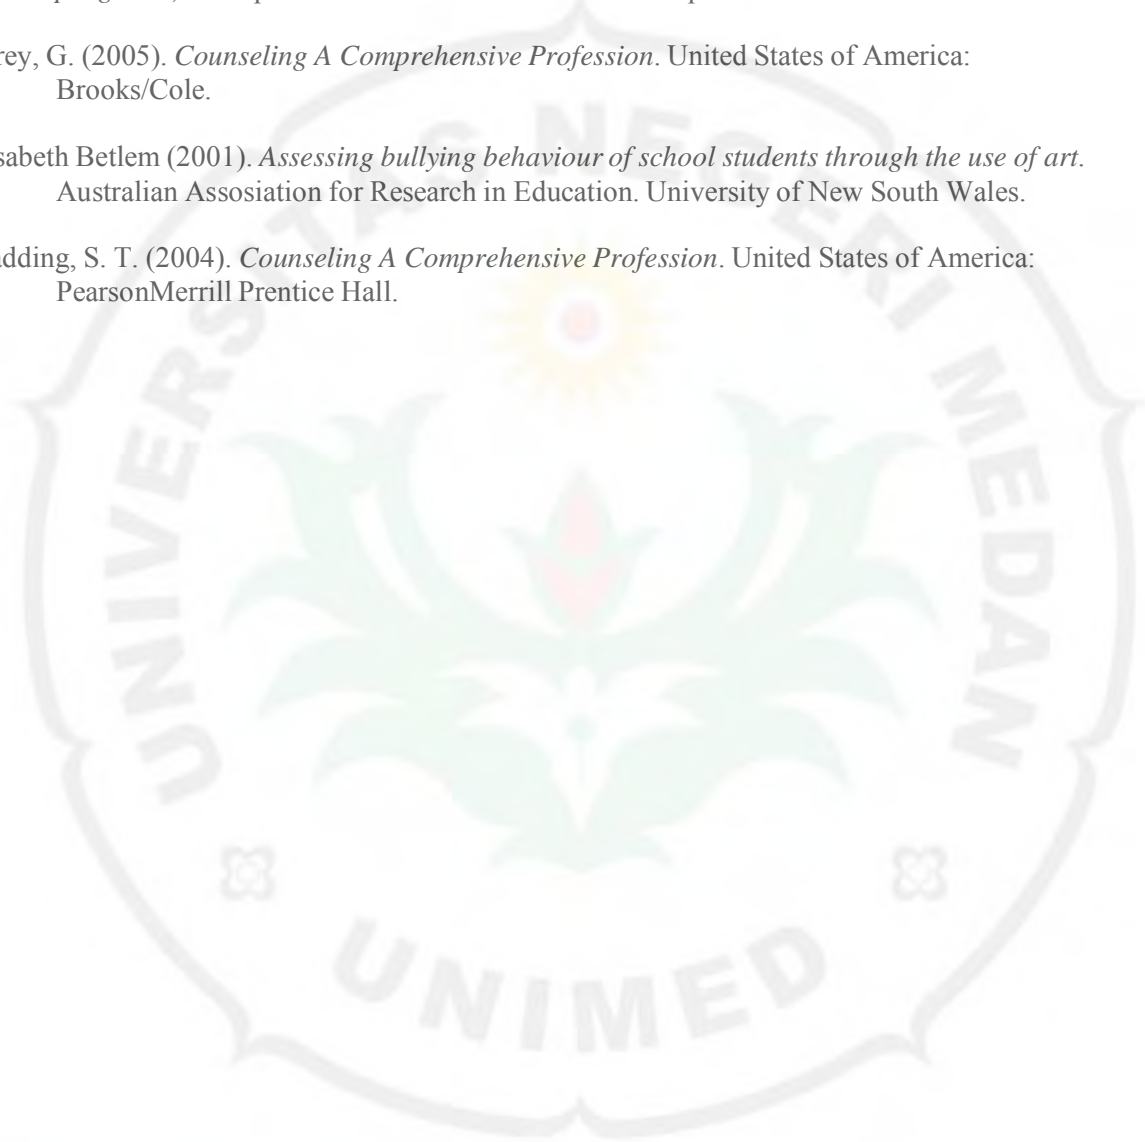 rey, G. (2005). Counseling A Comprehensive Profession. United States of America:
Brooks/Cole.
sabeth Betlem (2001). Assessing bullying behaviour of school students through the use of art.
Australian Assosiation for Research in Education. University of New South Wales.
dding, S. T. (2004). Counseling A Comprehensive Profession. United States of America:
PearsonMerrill Prentice Hall.
UNIVERSTAS NEGERI MEDAN
UNIMED